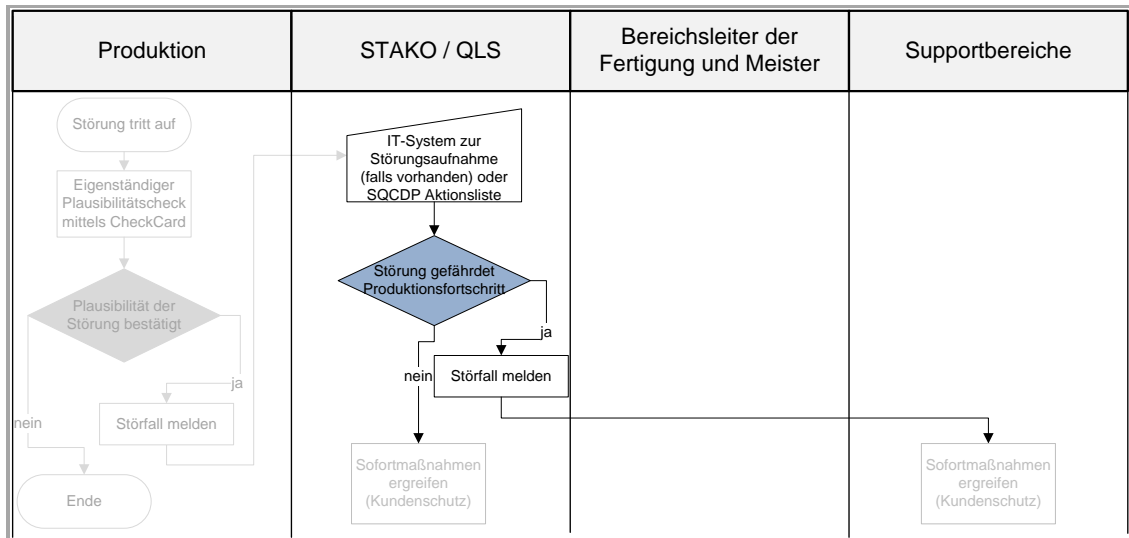 Produktion
STAKO / QLS
Bereichsleiter der
Fertigung und Meister
Supportbereiche
Störung tritt auf
Eigenständiger
Plausibilitätscheck
mittels CheckCard
Plausibilität der
Störung bestätigt
ja
nein
Störfall melden
Ende
IT-System zur
Störungsaufnahme
(falls vorhanden) oder
SQCDP Aktionsliste
Störung gefährdet
Produktionsfortschritt
ja
nein
Störfall melden
Sofortmaßnahmen
ergreifen
(Kundenschutz)
Sofortmaßnahmen
ergreifen
(Kundenschutz)